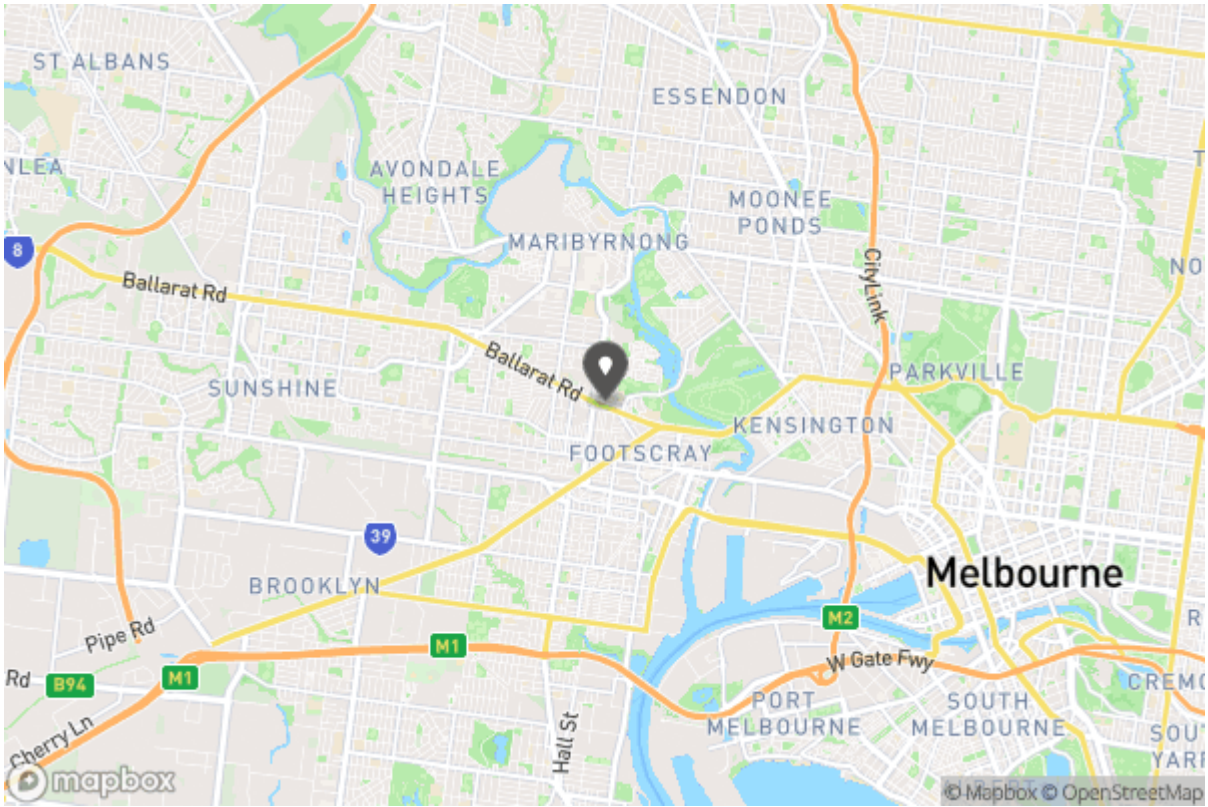 ST ALBANS
ESSENDON
NLEA
AVONDALE
HEIGHTS
MOONEE
PONDS
MARIBYRNONG
8
NO
CityLink
Ballarat Rd
Ballarat Rd
SUNSHINE
PARKVILLE
KENSINGTON
FOOTSCRAY
39
BROOKLYN
Melbourne
M2
R
Pipe Rd
M1
W Gate Fwy
Rd
B94
M1
CREMO
PORT
MELBOURNE
SOUTH
MELBOURNE
Hall St
Cherry Ln
SOUT
YARR
mapbox
© Mapbox © OpenStreetMap